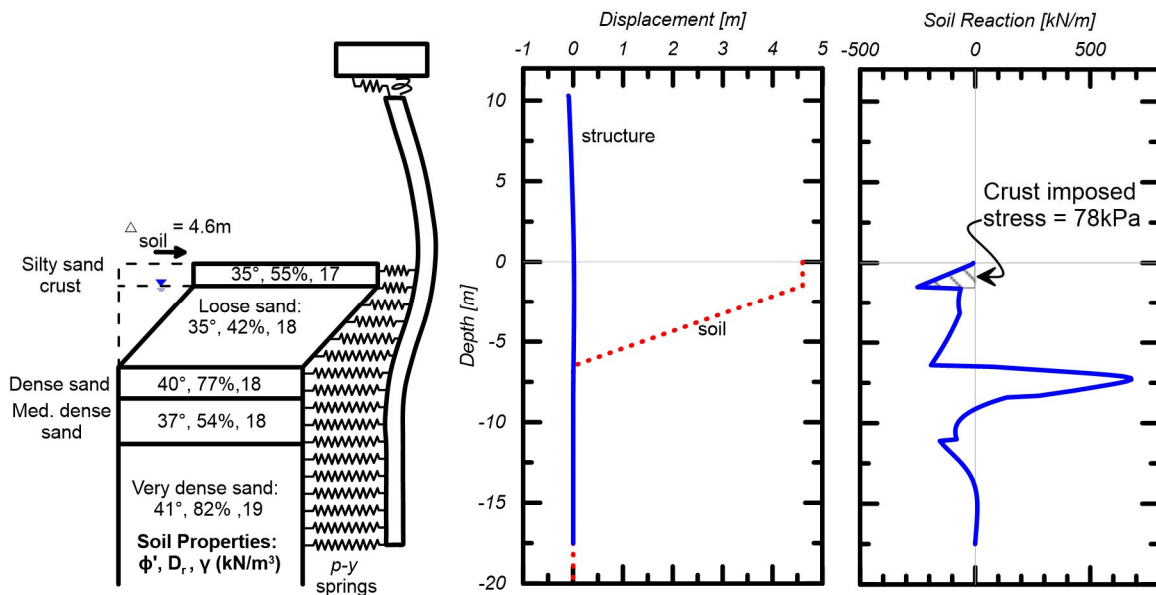 △
soil = 4.6m
Silty sand
crust
35°, 55%, 17
Loose sand:
35°, 42%, 18
Dense sand
40°, 77%,18
Med. dense
sand
37°, 54%, 18
Very dense sand:
41°, 82% ,19
Soil Properties:
ϕ', Dr , γ (kN/m³)
p-y
springs
Displacement [m]
-1 0 1 2 3 4 5
10
5
0
-5
-10
-15
-20
Depth [m]
structure
soil
Soil Reaction [kN/m]
-500 0 500
Crust imposed
stress = 78kPa